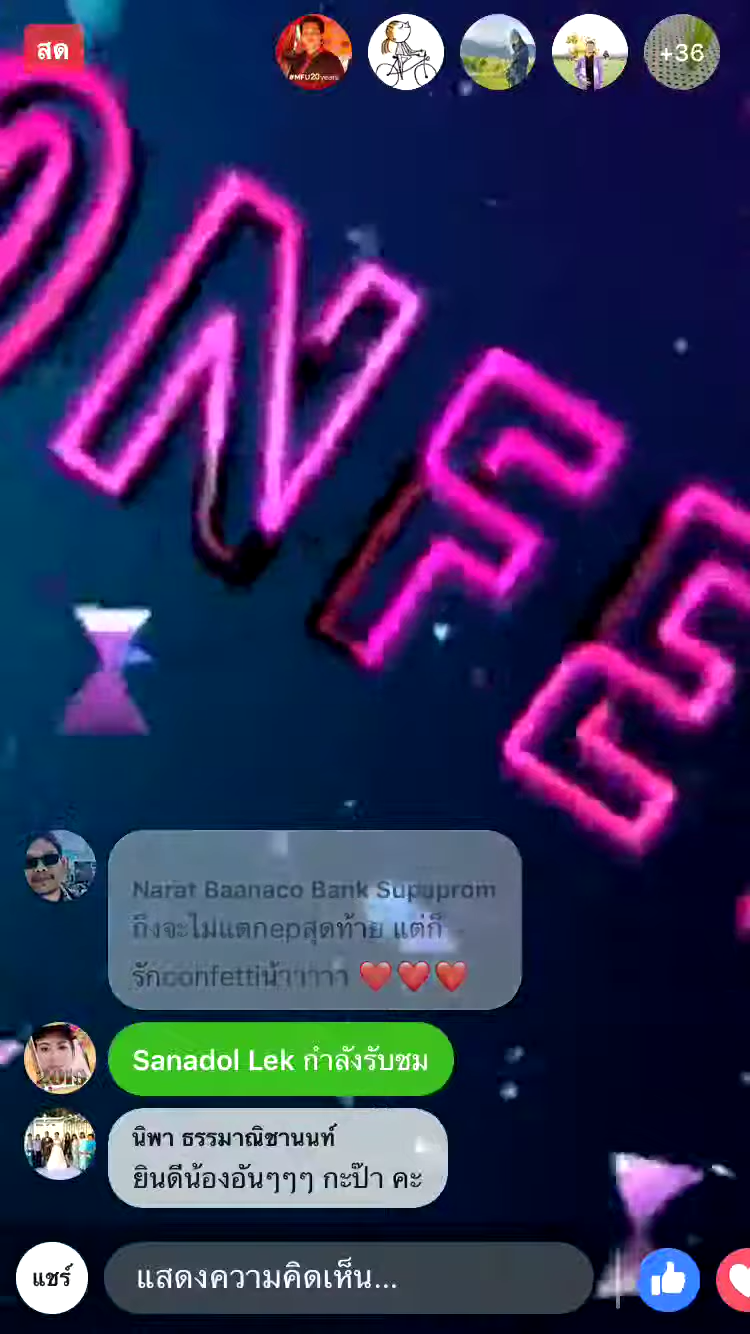 สด
#MFU20years
+36
ONFE
Narat Baanaco Bank Supaprom
ถึงจะไม่แตกepสุดท้าย แต่ก็
รักconfettiน้าาาาา ❤️❤️❤️
2019
Sanadol Lek กำลังรับชม
นิพา ธรรมาณิชานนท์
ยินดีน้องอันๆๆๆ กะป๊า คะ
แชร์
แสดงความคิดเห็น...